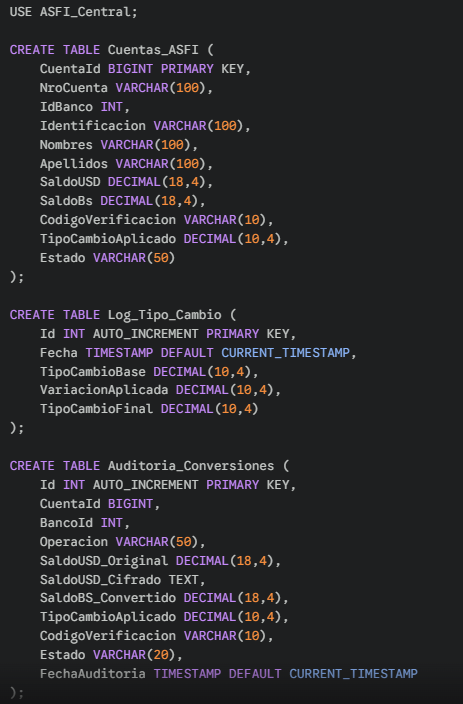 USE ASFI_Central;
CREATE TABLE Cuentas_ASFI (
CuentaId BIGINT PRIMARY KEY,
NroCuenta VARCHAR(100),
IdBanco INT,
Identificacion VARCHAR(100),
Nombres VARCHAR(100),
Apellidos VARCHAR(100),
SaldoUSD DECIMAL(18,4),
SaldoBs DECIMAL(18,4),
CodigoVerificacion VARCHAR(10),
TipoCambioAplicado DECIMAL(10,4),
Estado VARCHAR(50)
);
CREATE TABLE Log_Tipo_Cambio (
Id INT AUTO_INCREMENT PRIMARY KEY,
Fecha TIMESTAMP DEFAULT CURRENT_TIMESTAMP,
TipoCambioBase DECIMAL(10,4),
VariacionAplicada DECIMAL(10,4),
TipoCambioFinal DECIMAL(10,4)
);
CREATE TABLE Auditoria_Conversiones (
Id INT AUTO_INCREMENT PRIMARY KEY,
CuentaId BIGINT,
BancoId INT,
Operacion VARCHAR(50),
SaldoUSD_Original DECIMAL(18,4),
SaldoUSD_Cifrado TEXT,
SaldoBS_Convertido DECIMAL(18,4),
TipoCambioAplicado DECIMAL(10,4),
CodigoVerificacion VARCHAR(10),
Estado VARCHAR(20),
FechaAuditoria TIMESTAMP DEFAULT CURRENT_TIMESTAMP
);